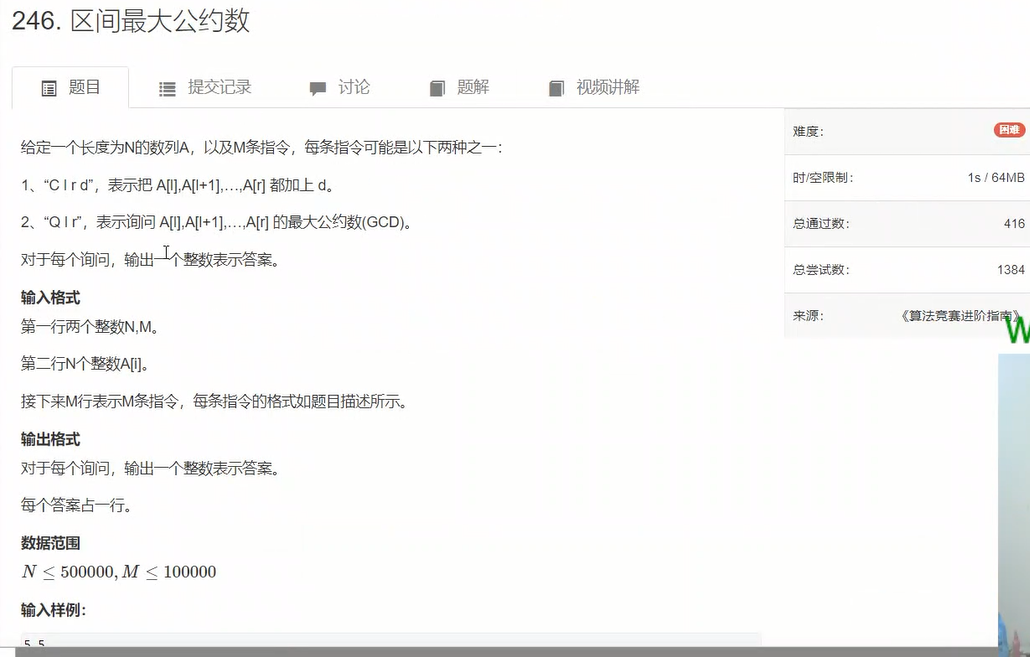 246. 区间最大公约数
题目 提交记录 讨论 题解 视频讲解
给定一个长度为N的数列A，以及M条指令，每条指令可能是以下两种之一：
1、“C l r d”，表示把 A[l],A[l+1],…,A[r] 都加上 d。
2、“Q l r”，表示询问 A[l],A[l+1],…,A[r] 的最大公约数(GCD)。
对于每个询问，输出一个整数表示答案。
输入格式
第一行两个整数N,M。
第二行N个整数A[i]。
接下来M行表示M条指令，每条指令的格式如题目描述所示。
输出格式
对于每个询问，输出一个整数表示答案。
每个答案占一行。
数据范围
N ≤ 500000, M ≤ 100000
输入样例：
5 5
难度： 困难
时/空限制： 1s / 64MB
总通过数： 416
总尝试数： 1384
来源： 《算法竞赛进阶指南》
W